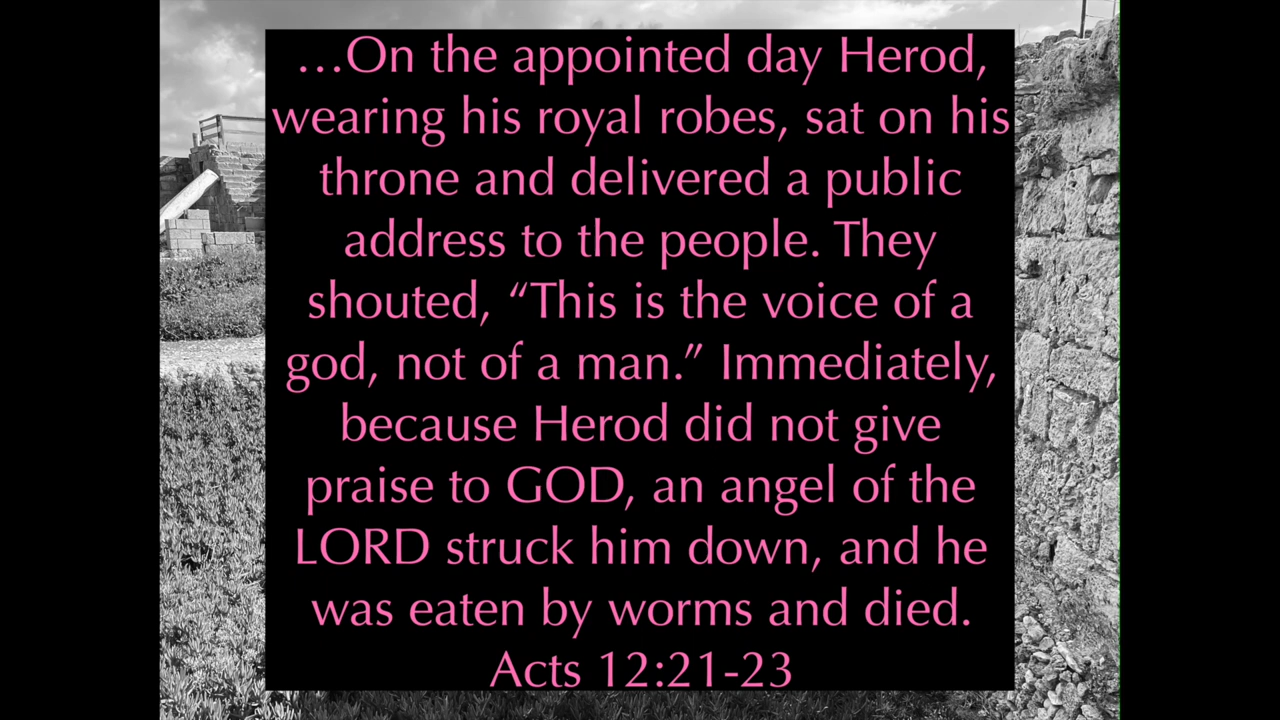 …On the appointed day Herod,
wearing his royal robes, sat on his
throne and delivered a public
address to the people. They
shouted, “This is the voice of a
god, not of a man.” Immediately,
because Herod did not give
praise to GOD, an angel of the
LORD struck him down, and he
was eaten by worms and died.
Acts 12:21-23